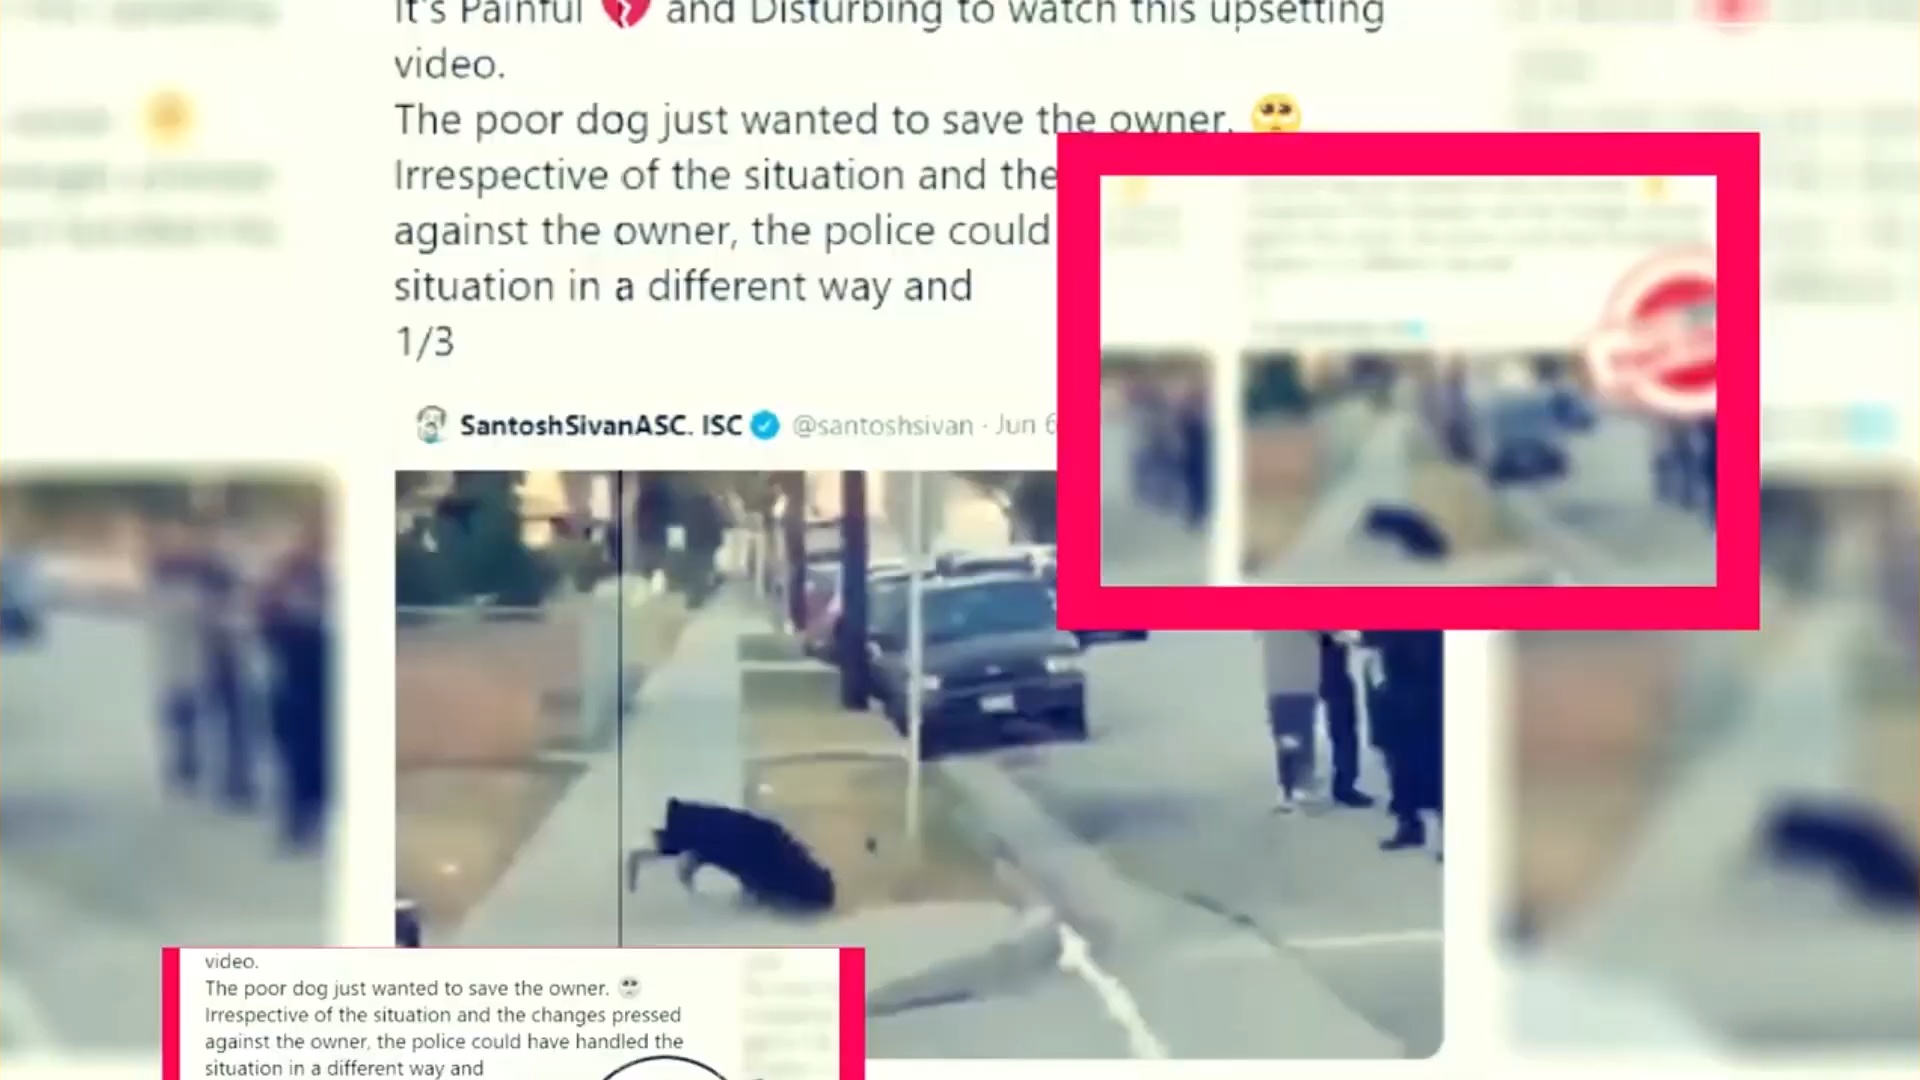 It's Painful 💔 and Disturbing to watch this upsetting
video.
The poor dog just wanted to save the owner. 🥺
Irrespective of the situation and the
against the owner, the police could
situation in a different way and
1/3
SantoshSivanASC. ISC @santoshsivan · Jun 6
video.
The poor dog just wanted to save the owner. 🥺
Irrespective of the situation and the changes pressed
against the owner, the police could have handled the
situation in a different way and